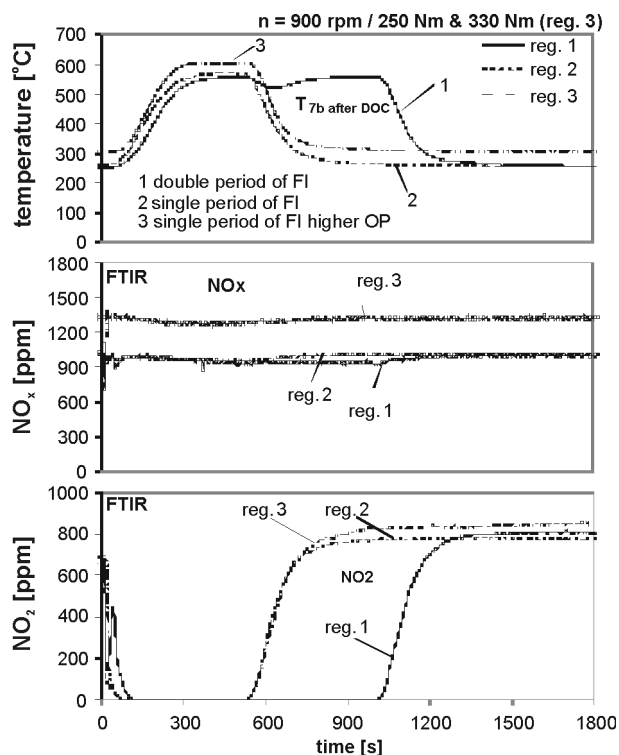 n = 900 rpm / 250 Nm & 330 Nm (reg. 3)
temperature [°C]
700
600
500
400
300
200
100
0
3
reg. 1
reg. 2
reg. 3
T7b after DOC
1
2
1 double period of FI
2 single period of FI
3 single period of FI higher OP
NOx [ppm]
1800
1500
1200
900
600
300
0
FTIR
NOx
reg.3
reg.2
reg.1
NO2 [ppm]
1000
800
600
400
200
0
FTIR
reg.3
reg.2
NO2
reg.1
0 300 600 900 1200 1500 1800
time [s]